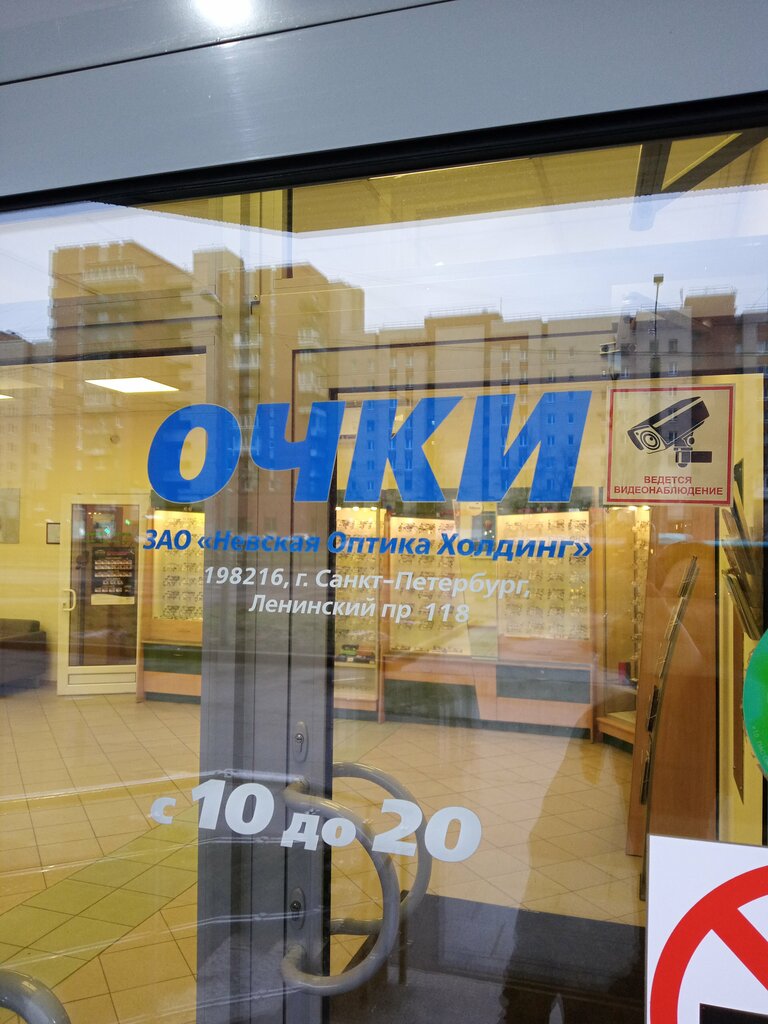 ОЧКИ
ВЕДЕТСЯ
ВИДЕОНАБЛЮДЕНИЕ
ЗАО «Невская Оптика Холдинг»
198216, г. Санкт-Петербург,
Ленинский пр 118
с 10 до 20